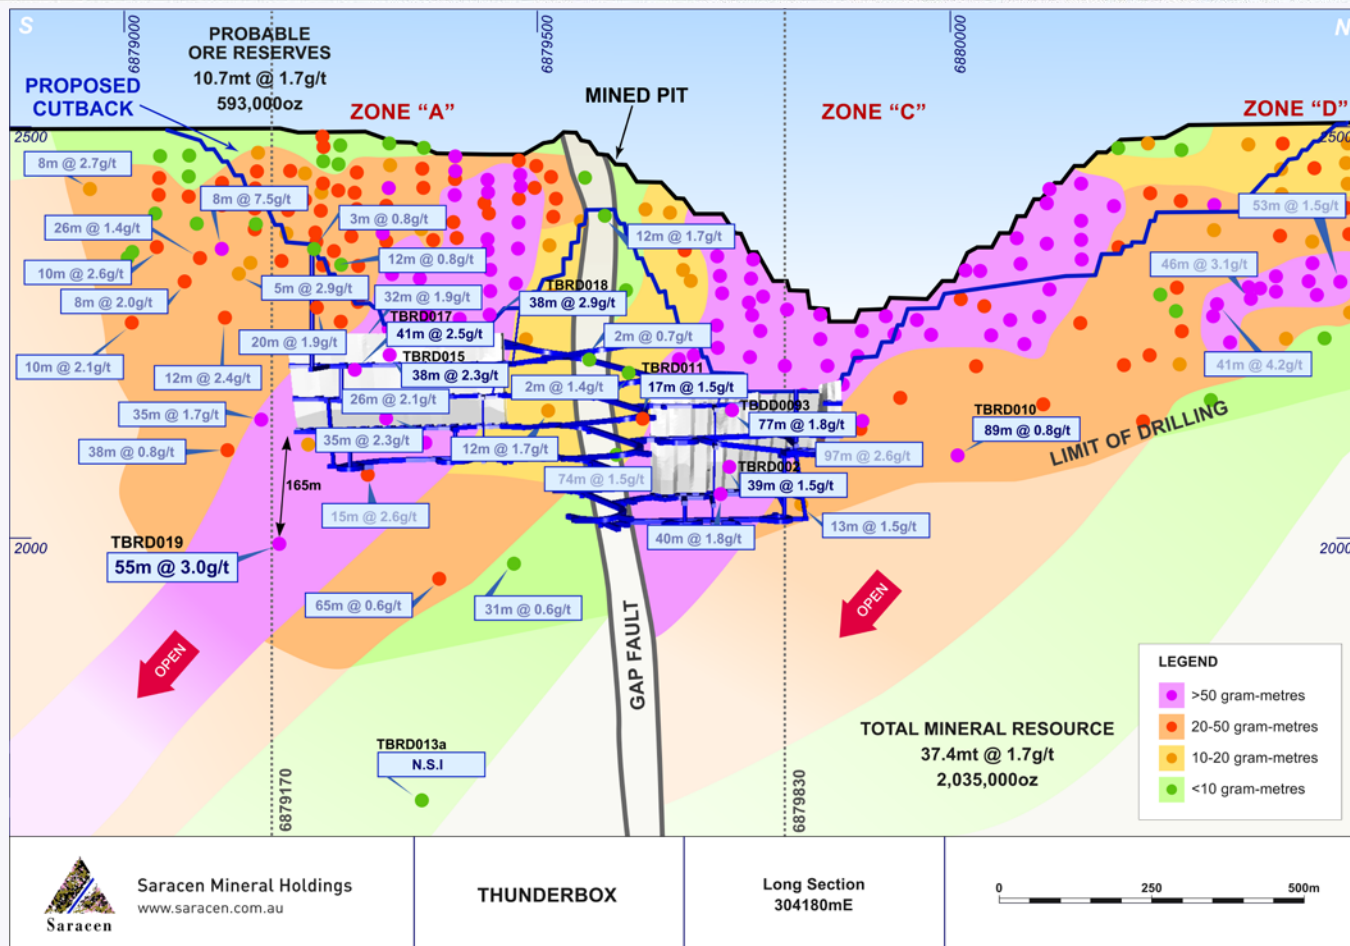 S
N
6879000
6879500
6880000
PROBABLE
ORE RESERVES
10.7mt @ 1.7g/t
593,000oz
PROPOSED
CUTBACK
ZONE “A”
MINED PIT
ZONE “C”
ZONE “D”
2500
2500
8m @ 2.7g/t
8m @ 7.5g/t
26m @ 1.4g/t
3m @ 0.8g/t
12m @ 1.7g/t
53m @ 1.5g/t
10m @ 2.6g/t
12m @ 0.8g/t
46m @ 3.1g/t
8m @ 2.0g/t
5m @ 2.9g/t
32m @ 1.9g/t
TBRD018
38m @ 2.9g/t
TBRD017
41m @ 2.5g/t
20m @ 1.9g/t
2m @ 0.7g/t
10m @ 2.1g/t
12m @ 2.4g/t
TBRD015
38m @ 2.3g/t
TBRD011
17m @ 1.5g/t
41m @ 4.2g/t
2m @ 1.4g/t
26m @ 2.1g/t
35m @ 1.7g/t
TBDD0093
77m @ 1.8g/t
TBRD010
89m @ 0.8g/t
LIMIT OF DRILLING
35m @ 2.3g/t
12m @ 1.7g/t
38m @ 0.8g/t
97m @ 2.6g/t
165m
74m @ 1.5g/t
TBRD002
39m @ 1.5g/t
15m @ 2.6g/t
13m @ 1.5g/t
40m @ 1.8g/t
2000
2000
TBRD019
55m @ 3.0g/t
65m @ 0.6g/t
31m @ 0.6g/t
OPEN
OPEN
GAP FAULT
TBRD013a
N.S.I
6879170
6879830
TOTAL MINERAL RESOURCE
37.4mt @ 1.7g/t
2,035,000oz
LEGEND
>50 gram-metres
20-50 gram-metres
10-20 gram-metres
<10 gram-metres
Saracen
Saracen Mineral Holdings
www.saracen.com.au
THUNDERBOX
Long Section
304180mE
0 250 500m